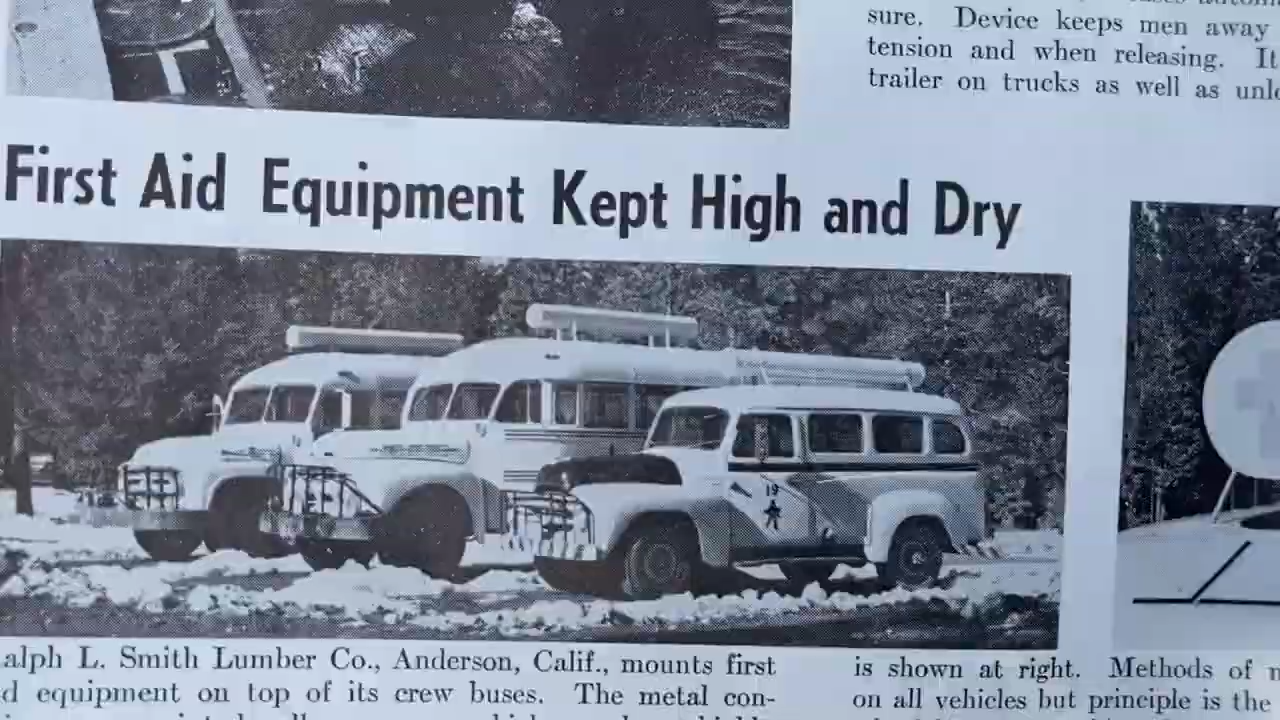 sure. Device keeps men away
tension and when releasing. It
trailer on trucks as well as
First Aid Equipment Kept High and Dry
19
alph L. Smith Lumber Co., Anderson, Calif., mounts first
d equipment on top of its crew buses. The metal con-
is shown at right. Methods of
on all vehicles but principle is the